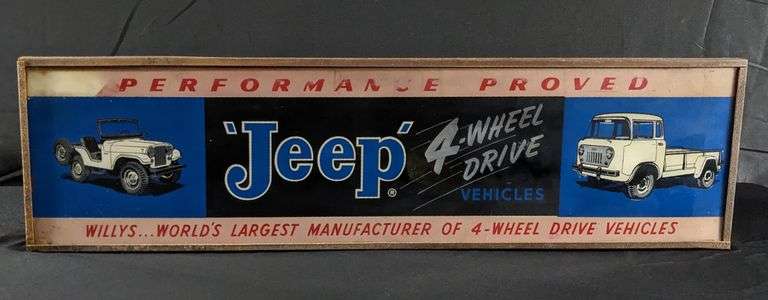 PERFORMANCE PROVED
'Jeep'®
4-WHEEL
DRIVE
VEHICLES
WILLYS...WORLD'S LARGEST MANUFACTURER OF 4-WHEEL DRIVE VEHICLES